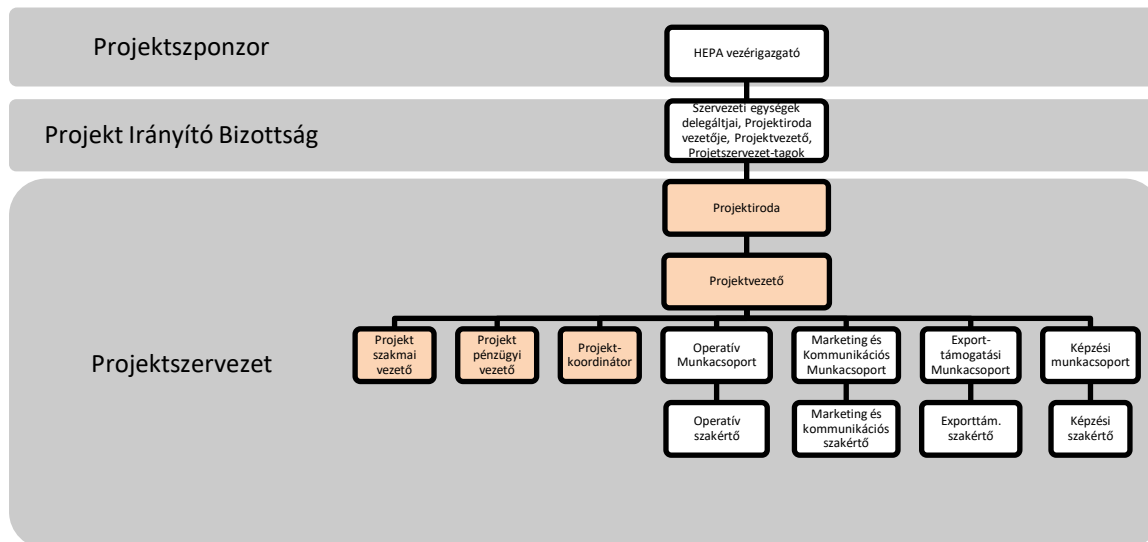 Projektszponzor
HEPA vezérigazgató
Projekt Irányító Bizottság
Szervezeti egységek
delegáltjai, Projektiroda
vezetője, Projektvezető,
Projetszervezet-tagok
Projektiroda
Projektvezető
Projektszervezet
Projekt
szakmai
vezető
Projekt
pénzügyi
vezető
Projekt-
koordinátor
Operatív
Munkacsoport
Marketing és
Kommunikációs
Munkacsoport
Export-
támogatási
Munkacsoport
Képzési
munkacsoport
Operatív
szakértő
Marketing és
kommunikációs
szakértő
Exporttám.
szakértő
Képzési
szakértő